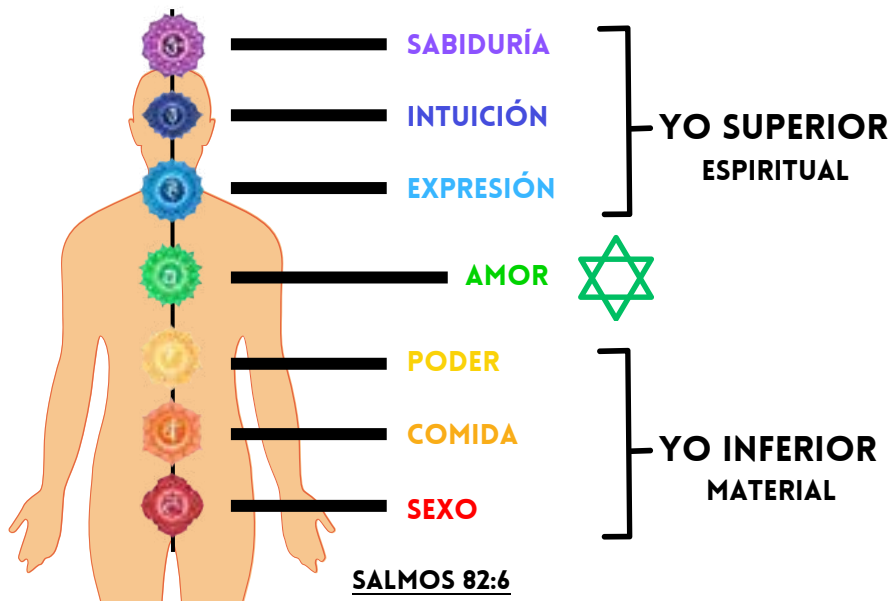 SABIDURÍA
INTUICIÓN
EXPRESIÓN
YO SUPERIOR
ESPIRITUAL
AMOR
PODER
COMIDA
SEXO
YO INFERIOR
MATERIAL
SALMOS 82:6